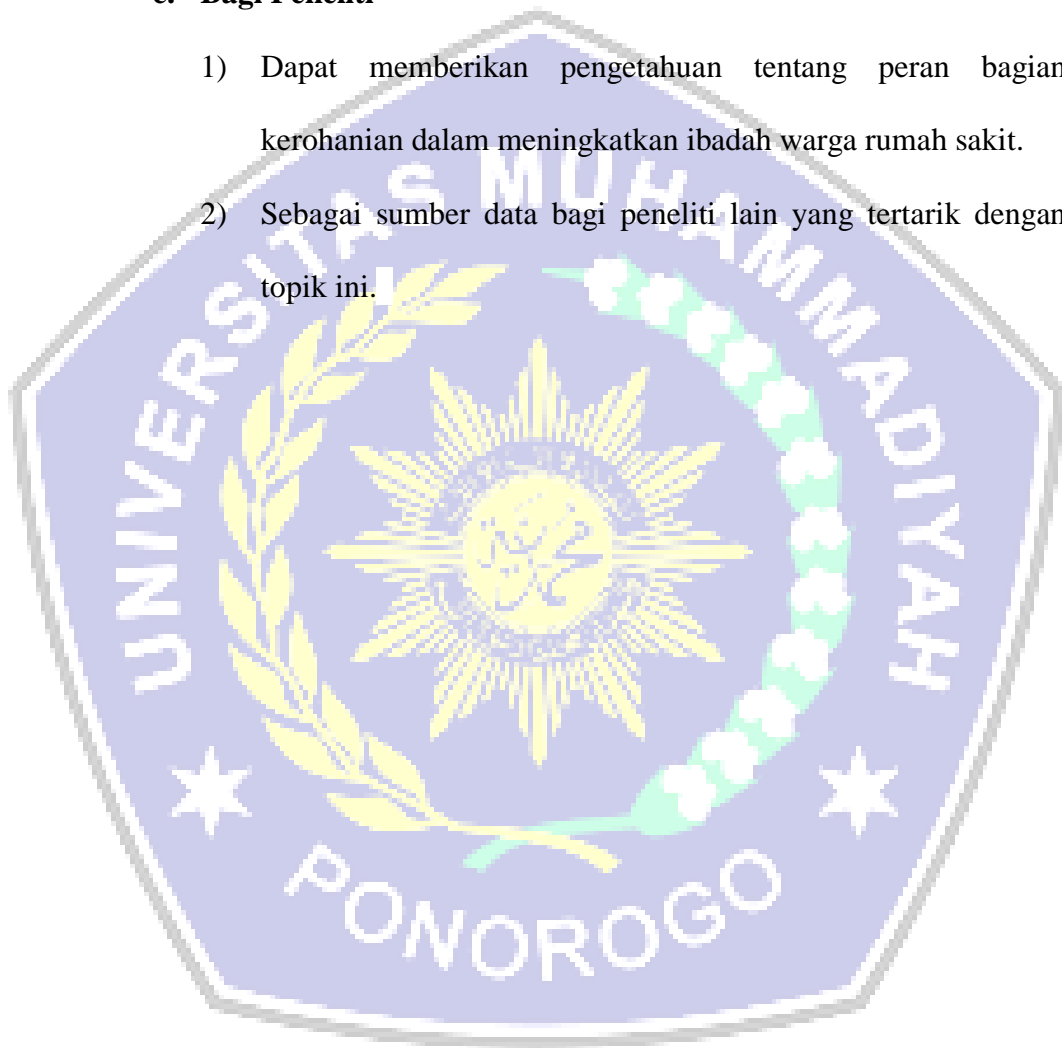 Bagi Peneliti
1) Dapat memberikan pengetahuan tentang peran bagian
kerohanian dalam meningkatkan ibadah warga rumah sakit.
2) Sebagai sumber data bagi peneliti lain yang tertarik dengan
topik ini.
UNIVERSITAS MUHAMMADIYAH
PONOROGO